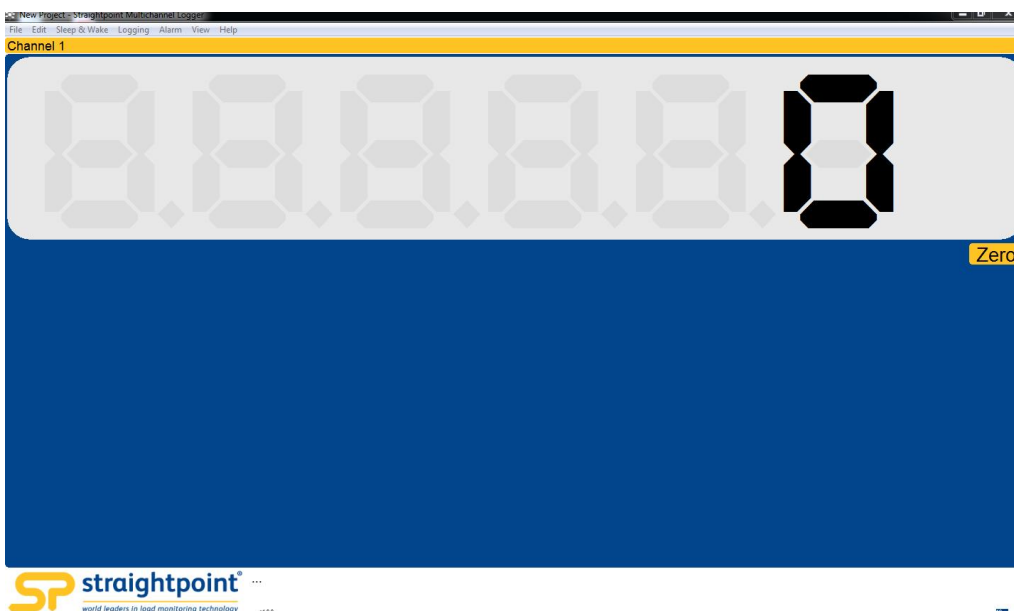 New Project - Straightpoint Multichannel Logger
File Edit Sleep & Wake Logging Alarm View Help
Channel 1
0
Zero
SP straightpoint®
...
world leaders in load monitoring technology